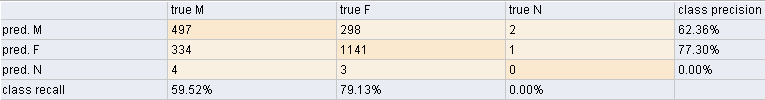 true M true F true N class precision
pred. M 497 298 2 62.36%
pred. F 334 1141 1 77.30%
pred. N 4 3 0 0.00%
class recall 59.52% 79.13% 0.00%